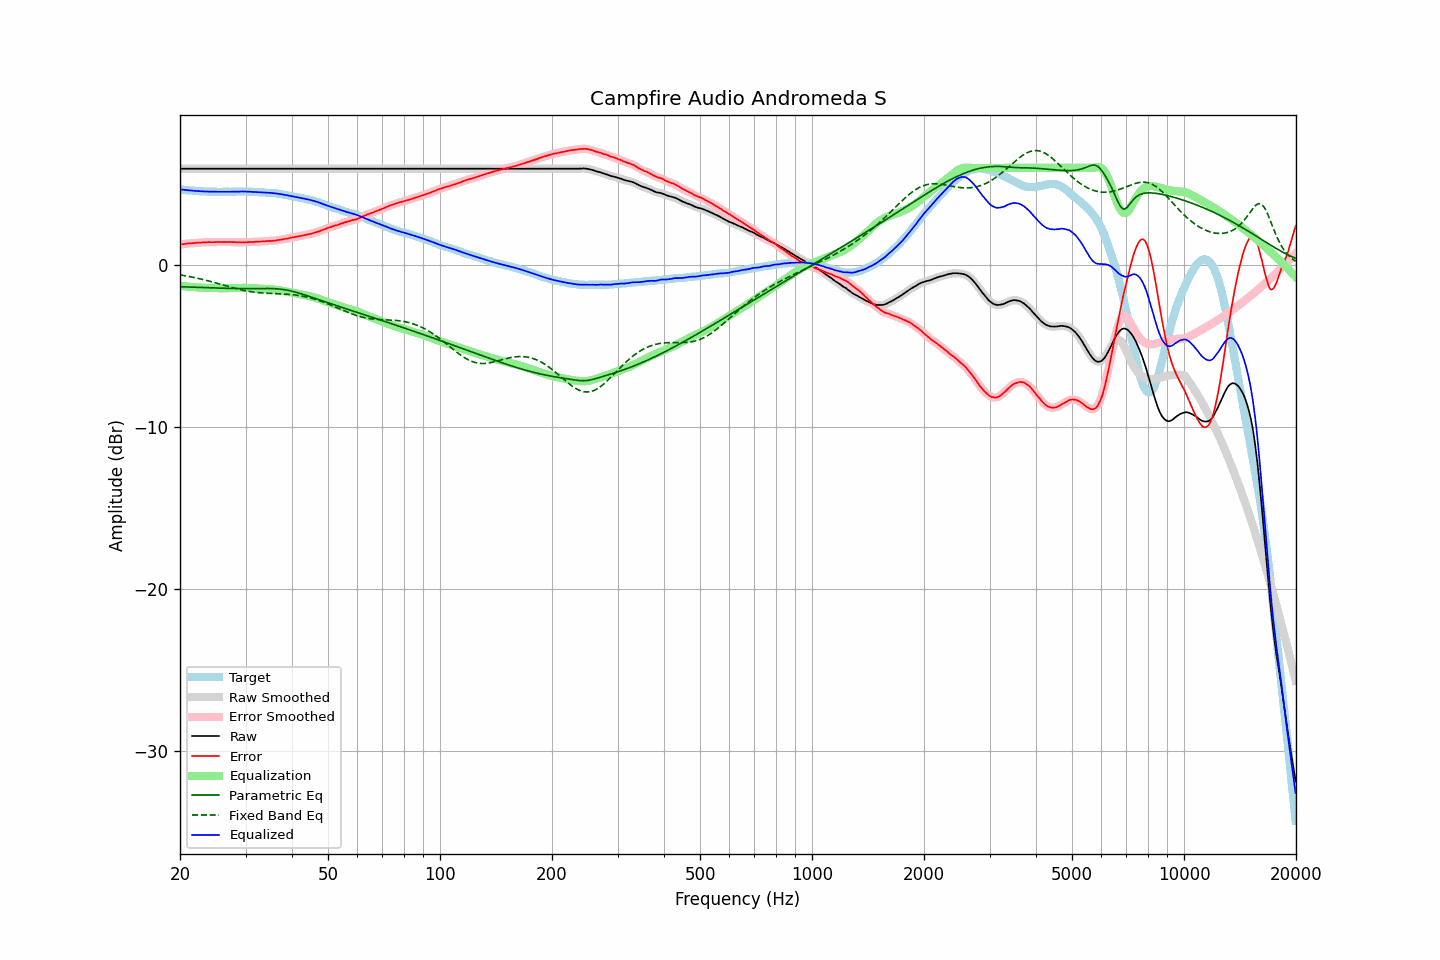 Campfire Audio Andromeda S
Amplitude (dBr)
0
−10
−20
−30
Target
Raw Smoothed
Error Smoothed
Raw
Error
Equalization
Parametric Eq
Fixed Band Eq
Equalized
20 50 100 200 500 1000 2000 5000 10000 20000
Frequency (Hz)